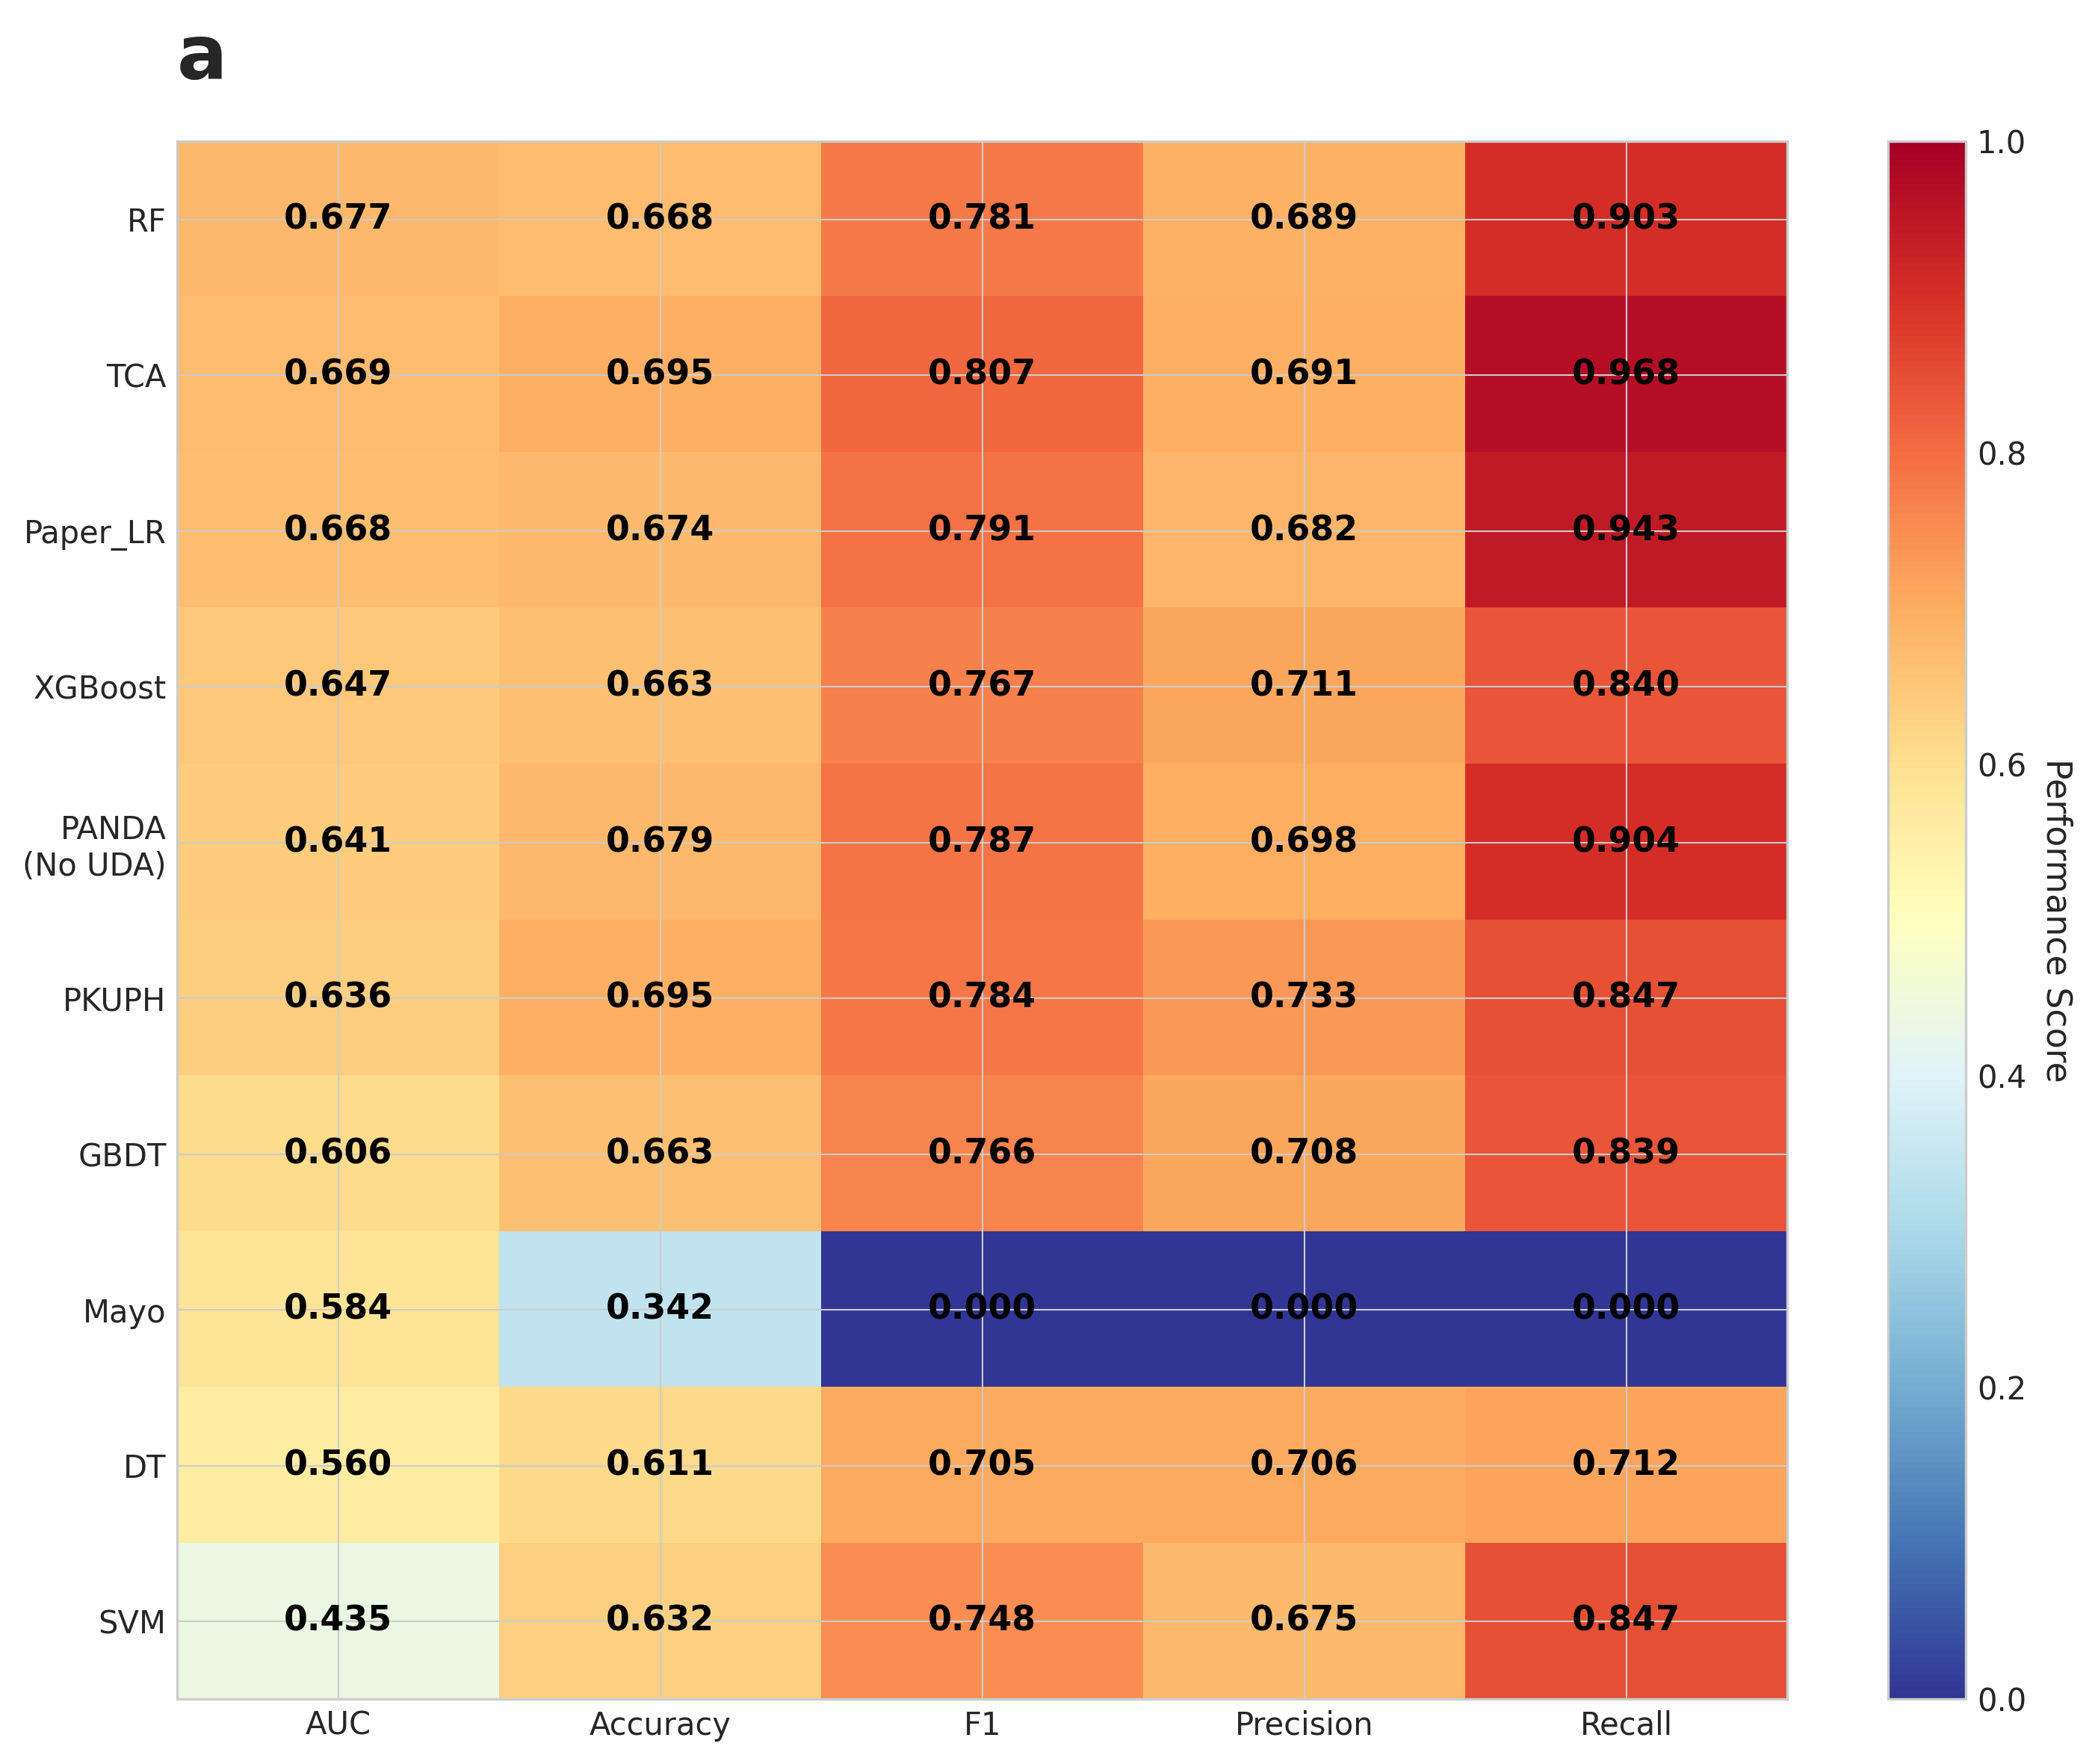 a
RF 0.677 0.668 0.781 0.689 0.903
TCA 0.669 0.695 0.807 0.691 0.968
Paper_LR 0.668 0.674 0.791 0.682 0.943
XGBoost 0.647 0.663 0.767 0.711 0.840
PANDA
(No UDA) 0.641 0.679 0.787 0.698 0.904
PKUPH 0.636 0.695 0.784 0.733 0.847
GBDT 0.606 0.663 0.766 0.708 0.839
Mayo 0.584 0.342 0.000 0.000 0.000
DT 0.560 0.611 0.705 0.706 0.712
SVM 0.435 0.632 0.748 0.675 0.847
AUC Accuracy F1 Precision Recall
1.0
0.8
0.6
0.4
0.2
0.0
Performance Score